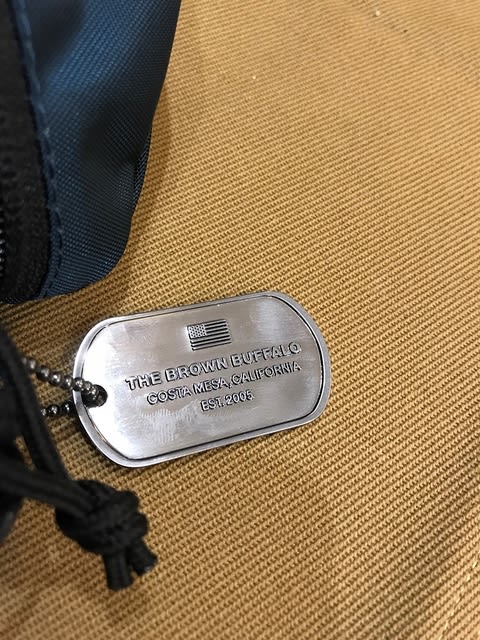 THE BROWN BUFFALO
COSTA MESA, CALIFORNIA
EST. 2005